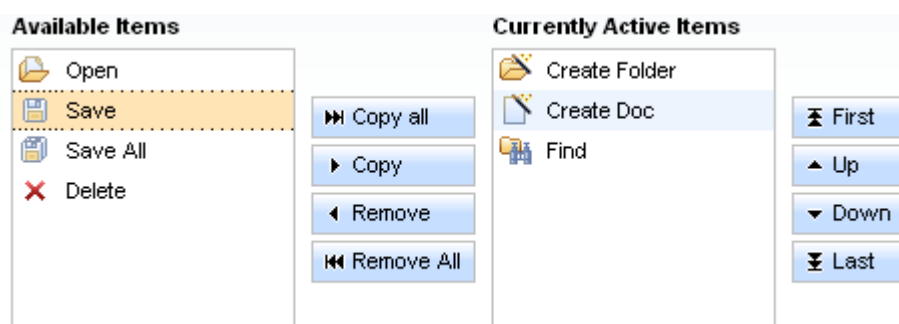 Available Items
Open
Save
Save All
Delete
Copy all
Copy
Remove
Remove All
Currently Active Items
Create Folder
Create Doc
Find
First
Up
Down
Last